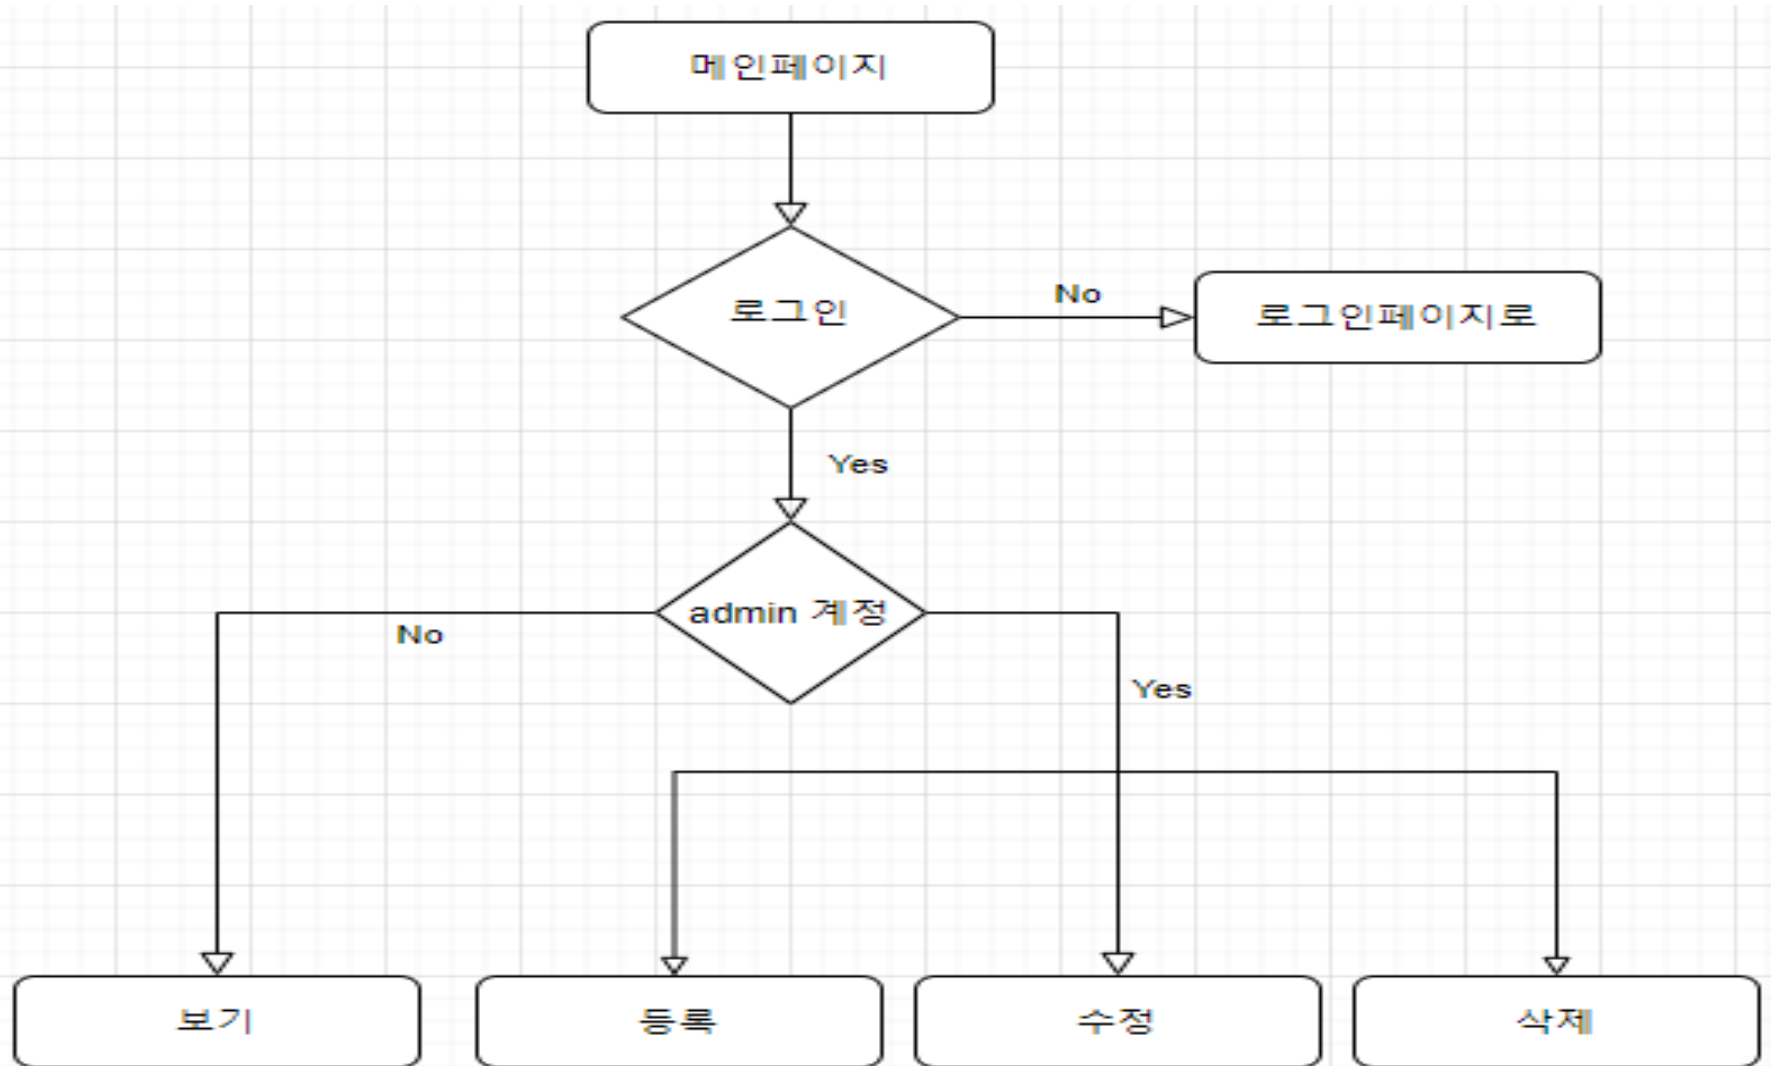 메인페이지
로그인
No
로그인페이지로
Yes
admin 계정
No
Yes
보기
등록
수정
삭제